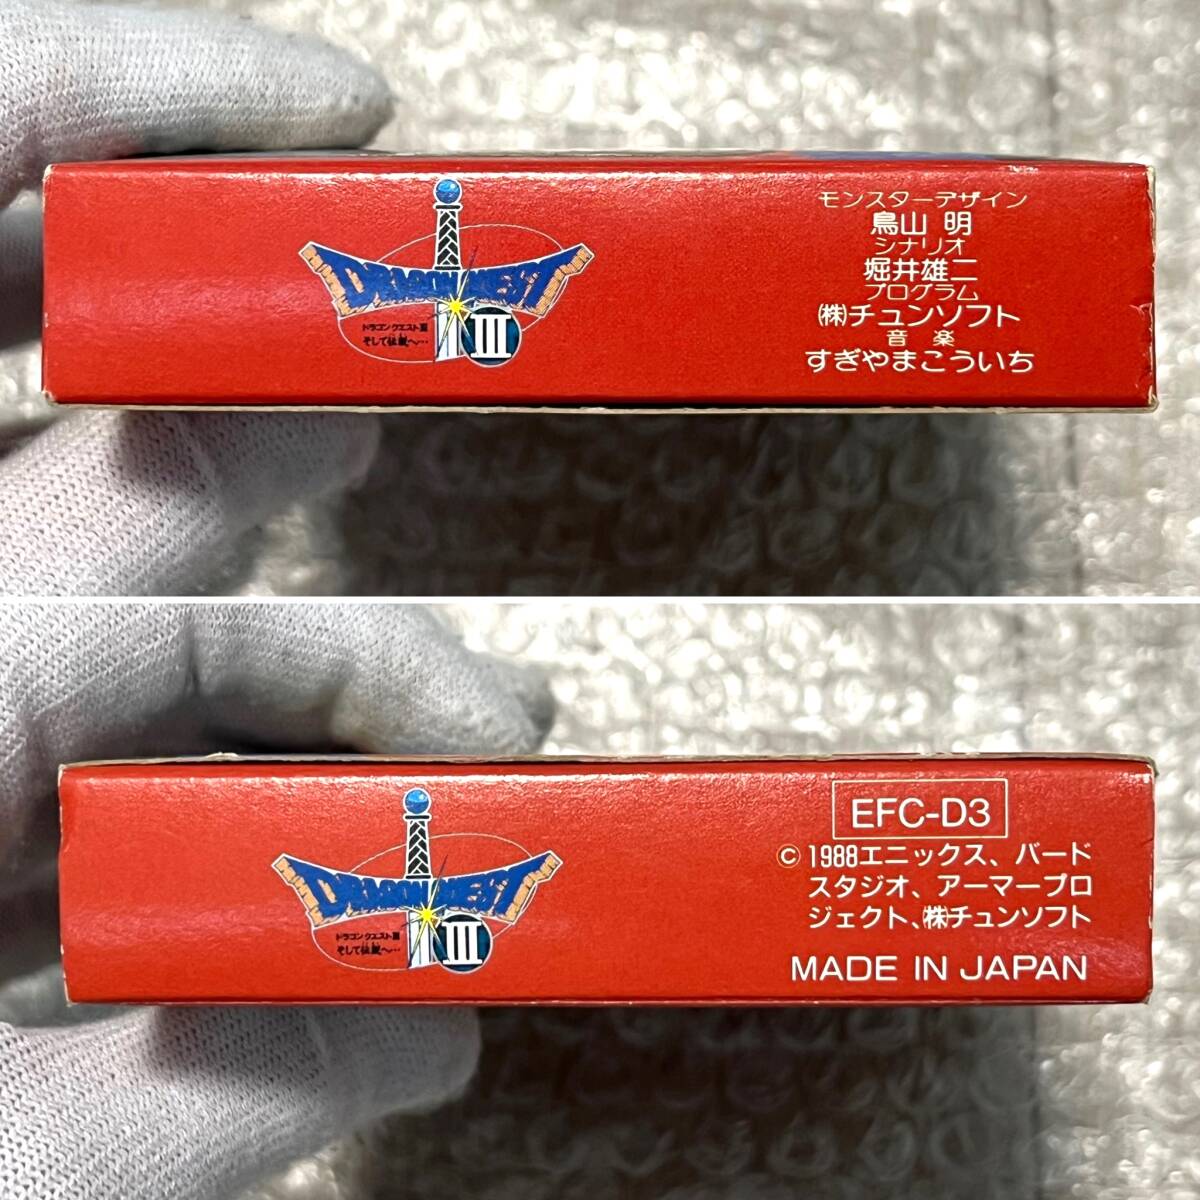 DRAGON QUEST
III
ドラゴンクエストIII
そして伝説へ…
モンスターデザイン
鳥山 明
シナリオ
堀井雄二
プログラム
㈱チュンソフト
音 楽
すぎやまこういち
DRAGON QUEST
III
ドラゴンクエストIII
そして伝説へ…
EFC-D3
©1988エニックス、バード
スタジオ、アーマープロ
ジェクト、㈱チュンソフト
MADE IN JAPAN